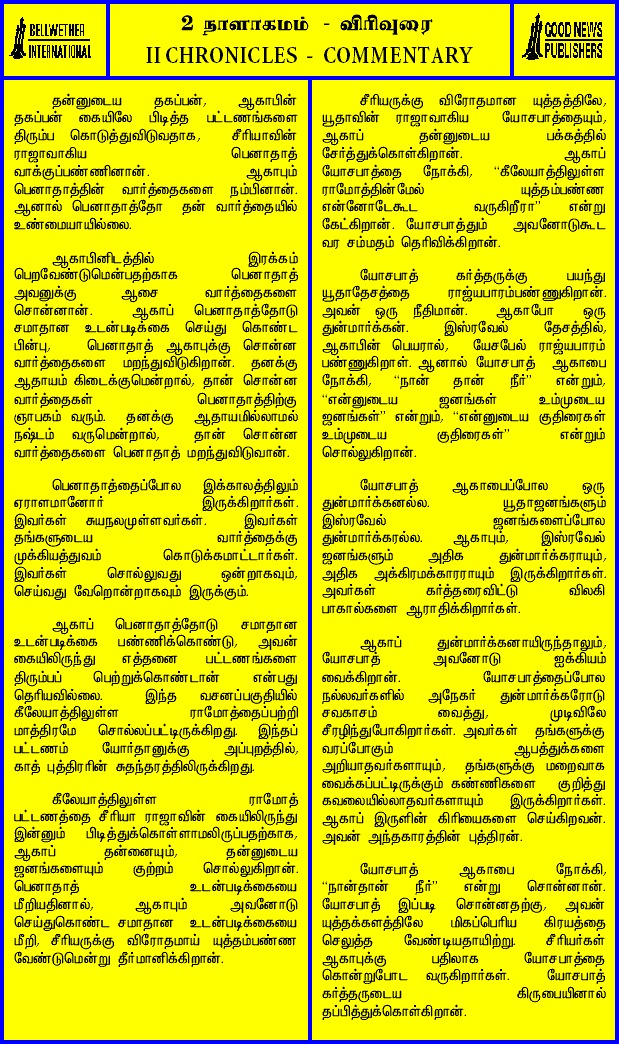 BELLWETHER
INTERNATIONAL
2 நாளாகமம் - விரிவுரை
II CHRONICLES - COMMENTARY
GOOD NEWS
PUBLISHERS
தன்னுடைய தகப்பன், ஆகாபின்
தகப்பன் கையிலே பிடித்த பட்டணங்களை
திரும்ப கொடுத்துவிடுவதாக, சீரியாவின்
ராஜாவாகிய பெனாதாத்
வாக்குப்பண்ணினான். ஆகாபும்
பெனாதாத்தின் வார்த்தைகளை நம்பினான்.
ஆனால் பெனாதாத்தோ தன் வார்த்தையில்
உண்மையாயில்லை.
ஆகாபினிடத்தில் இரக்கம்
பெறவேண்டுமென்பதற்காக பெனாதாத்
அவனுக்கு ஆசை வார்த்தைகளை
சொன்னான். ஆகாப் பெனாதாத்தோடு
சமாதான உடன்படிக்கை செய்து கொண்ட
பின்பு, பெனாதாத் ஆகாபுக்கு சொன்ன
வார்த்தைகளை மறந்துவிடுகிறான். தனக்கு
ஆதாயம் கிடைக்குமென்றால், தான் சொன்ன
வார்த்தைகள் பெனாதாத்திற்கு
ஞாபகம் வரும். தனக்கு ஆதாயமில்லாமல்
நஷ்டம் வருமென்றால், தான் சொன்ன
வார்த்தைகளை பெனாதாத் மறந்துவிடுவான்.
பெனாதாத்தைப்போல இக்காலத்திலும்
ஏராளமானோர் இருக்கிறார்கள்.
இவர்கள் சுயநலமுள்ளவர்கள். இவர்கள்
தங்களுடைய வார்த்தைக்கு
முக்கியத்துவம் கொடுக்கமாட்டார்கள்.
இவர்கள் சொல்லுவது ஒன்றாகவும்,
செய்வது வேறொன்றாகவும் இருக்கும்.
ஆகாப் பெனாதாத்தோடு சமாதான
உடன்படிக்கை பண்ணிக்கொண்டு, அவன்
கையிலிருந்து எத்தனை பட்டணங்களை
திரும்பப் பெற்றுக்கொண்டான் என்பது
தெரியவில்லை. இந்த வசனப்பகுதியில்
கீலேயாத்திலுள்ள ராமோத்தைப்பற்றி
மாத்திரமே சொல்லப்பட்டிருக்கிறது. இந்தப்
பட்டணம் யோர்தானுக்கு அப்புறத்தில்,
காத் புத்திரரின் சுதந்தரத்திலிருக்கிறது.
கீலேயாத்திலுள்ள ராமோத்
பட்டணத்தை சீரியா ராஜாவின் கையிலிருந்து
இன்னும் பிடித்துக்கொள்ளாமலிருப்பதற்காக,
ஆகாப் தன்னையும், தன்னுடைய
ஜனங்களையும் குற்றம் சொல்லுகிறான்.
பெனாதாத் உடன்படிக்கையை
மீறியதினால், ஆகாபும் அவனோடு
செய்துகொண்ட சமாதான உடன்படிக்கையை
மீறி, சீரியருக்கு விரோதமாய் யுத்தம்பண்ண
வேண்டுமென்று தீர்மானிக்கிறான்.
சீரியருக்கு விரோதமான யுத்தத்திலே,
யூதாவின் ராஜாவாகிய யோசபாத்தையும்,
ஆகாப் தன்னுடைய பக்கத்தில்
சேர்த்துக்கொள்கிறான். ஆகாப்
யோசபாத்தை நோக்கி, “கீலேயாத்திலுள்ள
ராமோத்தின்மேல் யுத்தம்பண்ண
என்னோடேகூட வருகிறீரா” என்று
கேட்கிறான். யோசபாத்தும் அவனோடுகூட
வர சம்மதம் தெரிவிக்கிறான்.
யோசபாத் கர்த்தருக்கு பயந்து
யூதாதேசத்தை ராஜ்யபாரம்பண்ணுகிறான்.
அவன் ஒரு நீதிமான். ஆகாபோ ஒரு
துன்மார்க்கன். இஸ்ரவேல் தேசத்தில்,
ஆகாபின் பெயரால், யேசபேல் ராஜ்யபாரம்
பண்ணுகிறாள். ஆனால் யோசபாத் ஆகாபை
நோக்கி, “நான் தான் நீர்” என்றும்,
“என்னுடைய ஜனங்கள் உம்முடைய
ஜனங்கள்” என்றும், “என்னுடைய குதிரைகள்
உம்முடைய குதிரைகள்” என்றும்
சொல்லுகிறான்.
யோசபாத் ஆகாபைப்போல ஒரு
துன்மார்க்கனல்ல. யூதாஜனங்களும்
இஸ்ரவேல் ஜனங்களைப்போல
துன்மார்க்கரல்ல. ஆகாபும், இஸ்ரவேல்
ஜனங்களும் அதிக துன்மார்க்கராயும்,
அதிக அக்கிரமக்காரராயும் இருக்கிறார்கள்.
அவர்கள் கர்த்தரைவிட்டு விலகி
பாகால்களை ஆராதிக்கிறார்கள்.
ஆகாப் துன்மார்க்கனாயிருந்தாலும்,
யோசபாத் அவனோடு ஐக்கியம்
வைக்கிறான். யோசபாத்தைப்போல
நல்லவர்களில் அநேகர் துன்மார்க்கரோடு
சவகாசம் வைத்து, முடிவிலே
சீரழிந்துபோகிறார்கள். அவர்கள் தங்களுக்கு
வரப்போகும் ஆபத்துக்களை
அறியாதவர்களாயும், தங்களுக்கு மறைவாக
வைக்கப்பட்டிருக்கும் கண்ணிகளை குறித்து
கவலையில்லாதவர்களாயும் இருக்கிறார்கள்.
ஆகாப் இருளின் கிரியைகளை செய்கிறவன்.
அவன் அந்தகாரத்தின் புத்திரன்.
யோசபாத் ஆகாபை நோக்கி,
“நான்தான் நீர்” என்று சொன்னான்.
யோசபாத் இப்படி சொன்னதற்கு, அவன்
யுத்தக்களத்திலே மிகப்பெரிய கிரயத்தை
செலுத்த வேண்டியதாயிற்று. சீரியர்கள்
ஆகாபுக்கு பதிலாக யோசபாத்தை
கொன்றுபோட வருகிறார்கள். யோசபாத்
கர்த்தருடைய கிருபையினால்
தப்பித்துக்கொள்கிறான்.